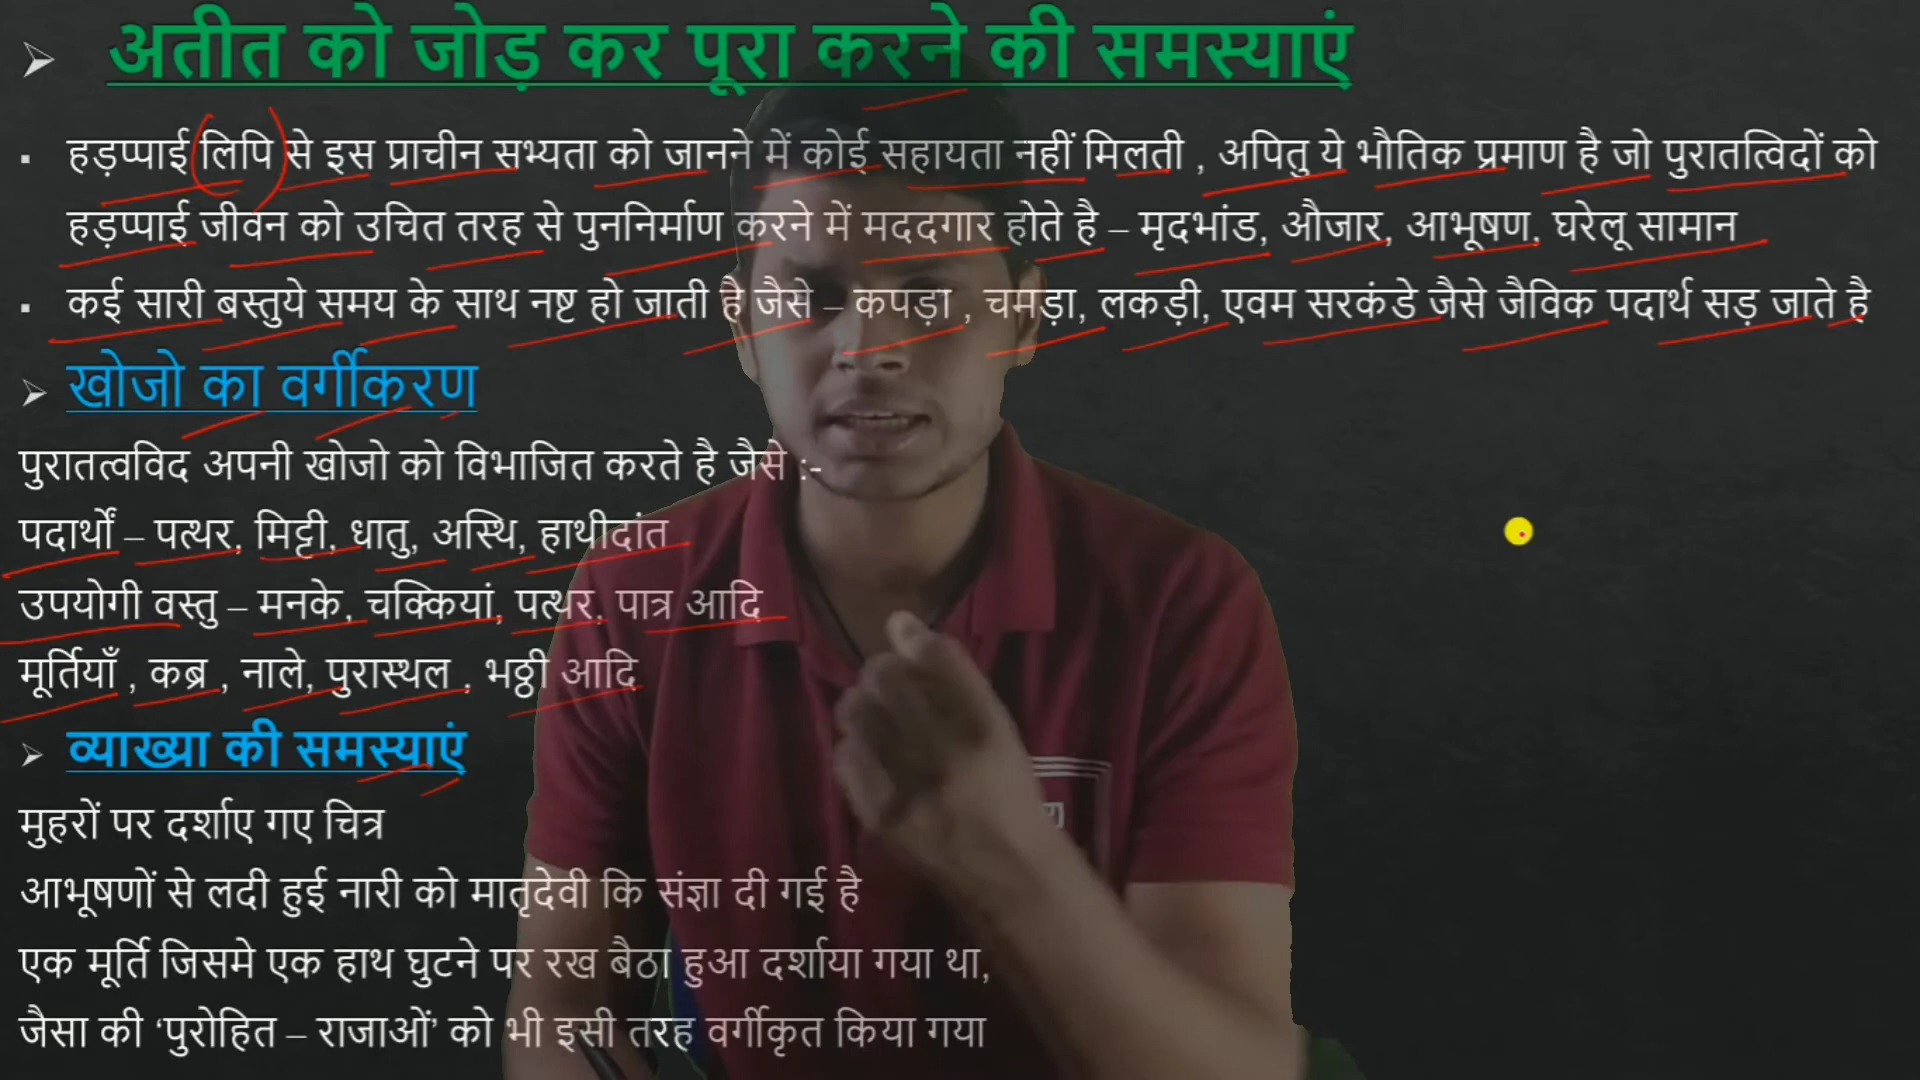 अतीत को जोड़ कर पूरा करने की समस्याएं
हड़प्पाई लिपि से इस प्राचीन सभ्यता को जानने में कोई सहायता नहीं मिलती , अपितु ये भौतिक प्रमाण है जो पुरातत्विदों को
हड़प्पाई जीवन को उचित तरह से पुननिर्माण करने में मददगार होते है – मृदभांड, औजार, आभूषण, घरेलू सामान
कई सारी बस्तुये समय के साथ नष्ट हो जाती है जैसे – कपड़ा , चमड़ा, लकड़ी, एवम सरकंडे जैसे जैविक पदार्थ सड़ जाते है
खोजो का वर्गीकरण
पुरातत्वविद अपनी खोजो को विभाजित करते है जैसे :-
पदार्थों – पत्थर, मिट्टी, धातु, अस्थि, हाथीदांत
उपयोगी वस्तु – मनके, चक्कियां, पत्थर, पात्र आदि
मूर्तियाँ , कब्र , नाले, पुरास्थल , भठ्ठी आदि
व्याख्या की समस्याएं
मुहरों पर दर्शाए गए चित्र
आभूषणों से लदी हुई नारी को मातृदेवी कि संज्ञा दी गई है
एक मूर्ति जिसमे एक हाथ घुटने पर रख बैठा हुआ दर्शाया गया था,
जैसा की ‘पुरोहित – राजाओं’ को भी इसी तरह वर्गीकृत किया गया